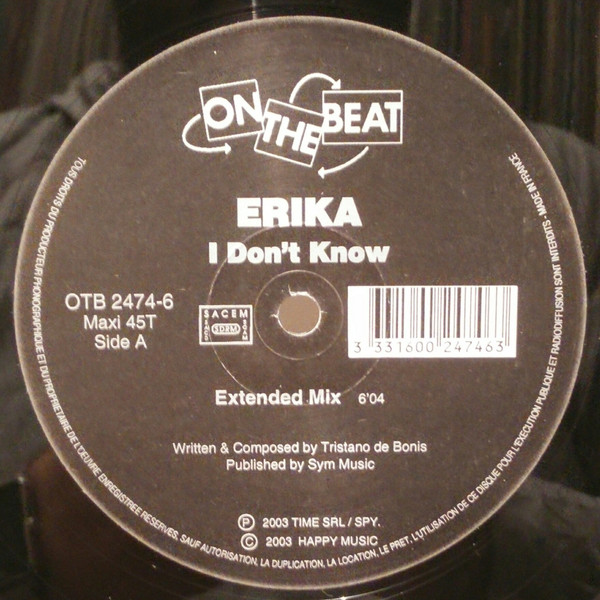 ON THE BEAT
ERIKA
I Don't Know
OTB 2474-6
Maxi 45T
Side A
SACEM
SDRM
3 331600 247463
Extended Mix 6'04
Written & Composed by Tristano de Bonis
Published by Sym Music
Ⓟ 2003 TIME SRL / SPY.
© 2003 HAPPY MUSIC
TOUS DROITS DU PRODUCTEUR PHONOGRAPHIQUE ET DU PROPRIETAIRE DE L'OEUVRE ENREGISTREE RESERVES, SAUF AUTORISATION, LA DUPLICATION, LA LOCATION, LE PRET, L'UTILISATION DE CE DISQUE POUR L'EXECUTION PUBLIQUE ET RADIODIFFUSION SONT INTERDITS - MADE IN FRANCE